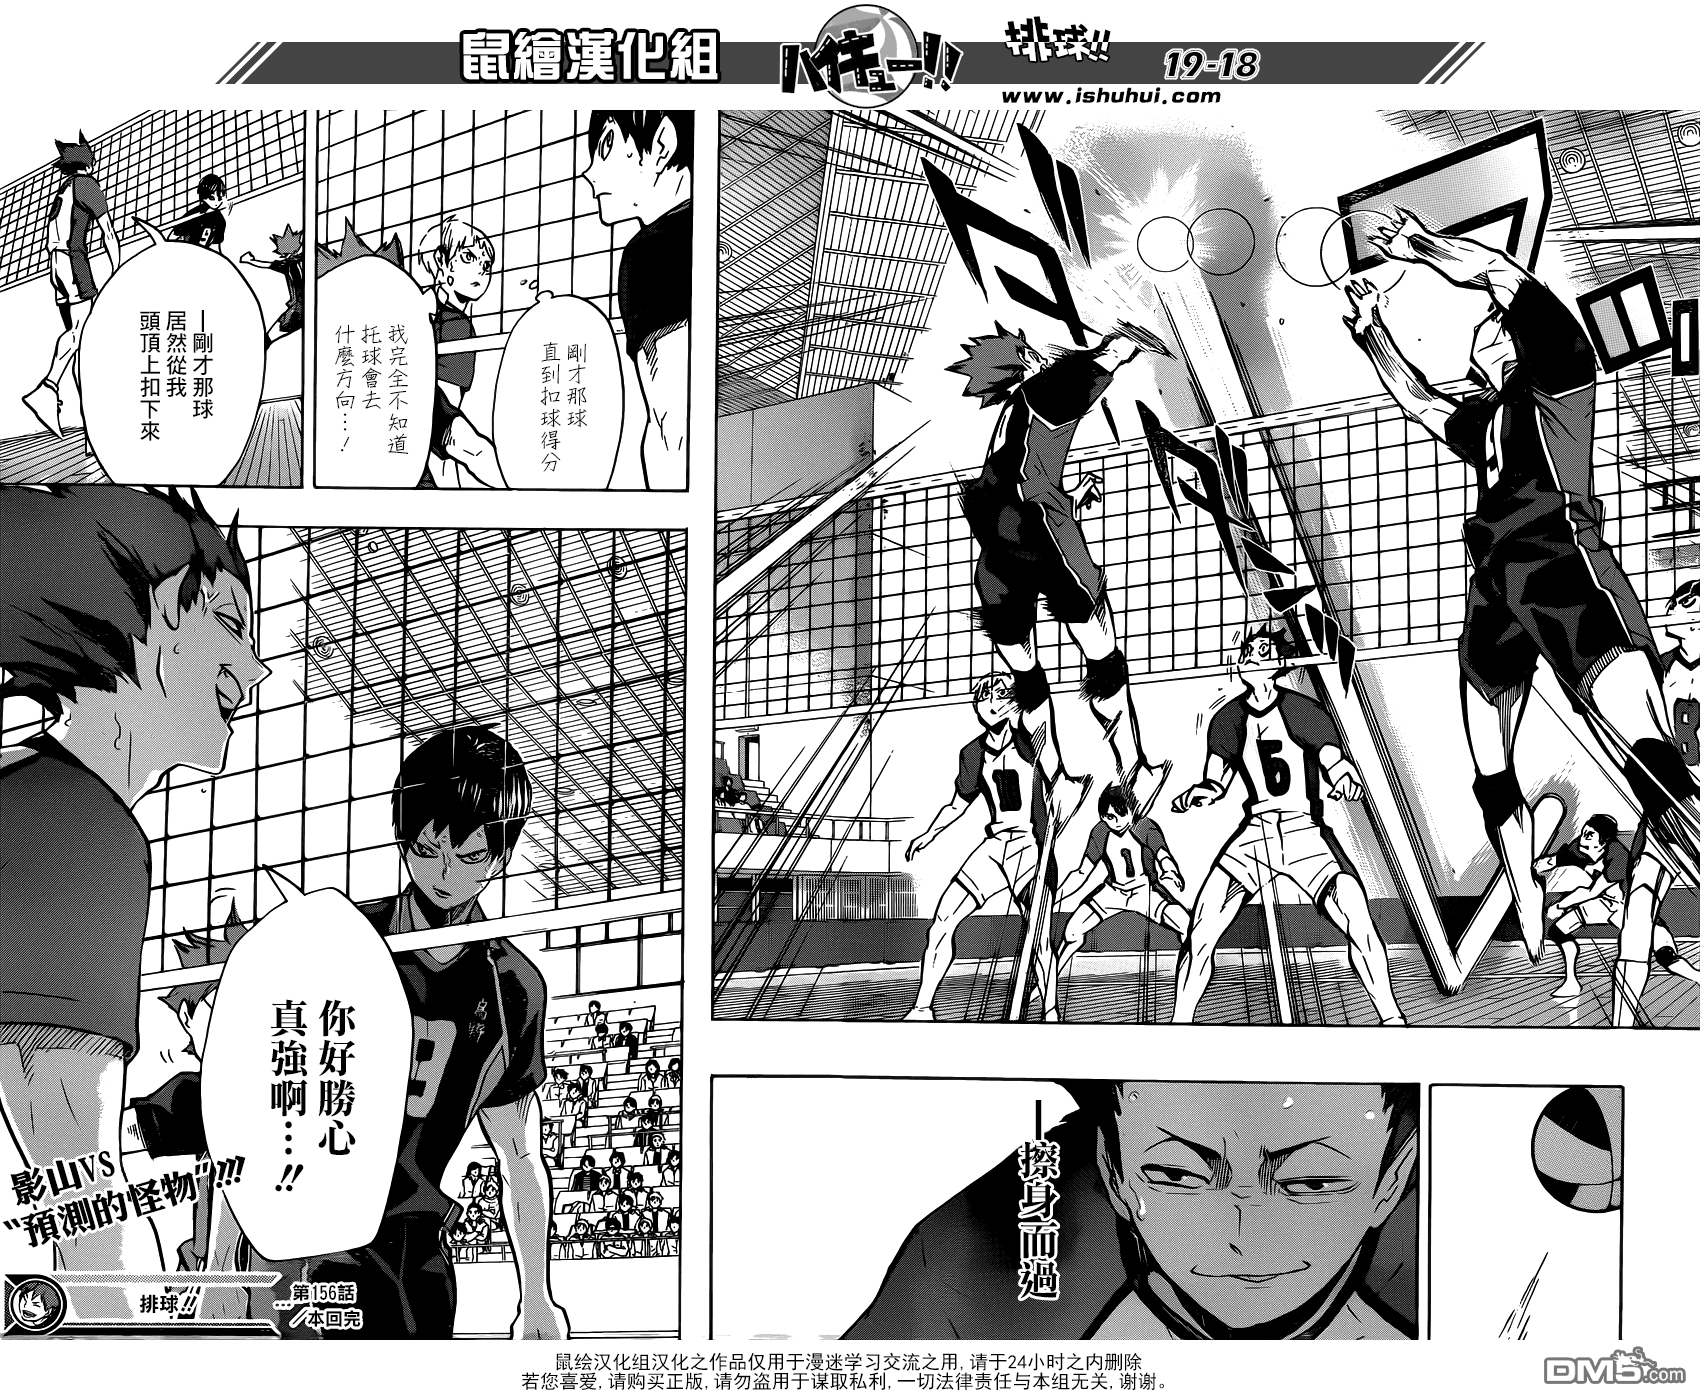 鼠繪漢化組
ハイキュー!!
排球!!
19-18
www.ishuhui.com
5
1
8
—擦身而過
剛才那球
直到扣球得分
我完全不知道
托球會去
什麼方向…!
9
—剛才那球
居然從我
頭頂上扣下來
烏野
9
你好勝心
真強啊…!!
影山VS
“預測的怪物”!!!
排球!!
…第156話
／本回完
鼠绘汉化组汉化之作品仅用于漫迷学习交流之用,请于24小时之内删除
若您喜爱,请购买正版,请勿盗用于谋取私利,一切法律责任与本组无关,谢谢。
DM5.com